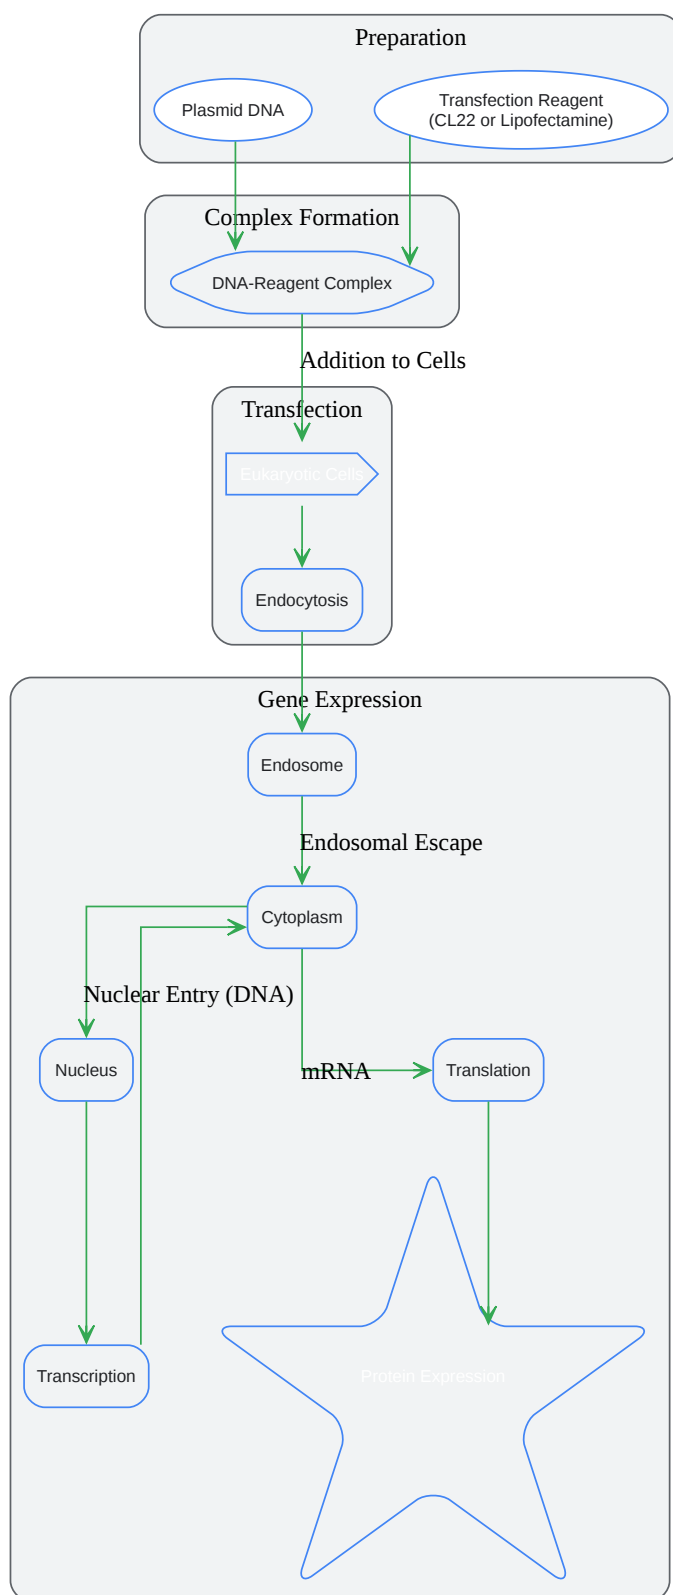 Preparation
Plasmid DNA
Transfection Reagent
(CL22 or Lipofectamine)
Complex Formation
DNA-Reagent Complex
Addition to Cells
Transfection
Eukaryotic Cells
Endocytosis
Gene Expression
Endosome
Endosomal Escape
Cytoplasm
Nuclear Entry (DNA)
Nucleus
mRNA
Translation
Transcription
Protein Expression